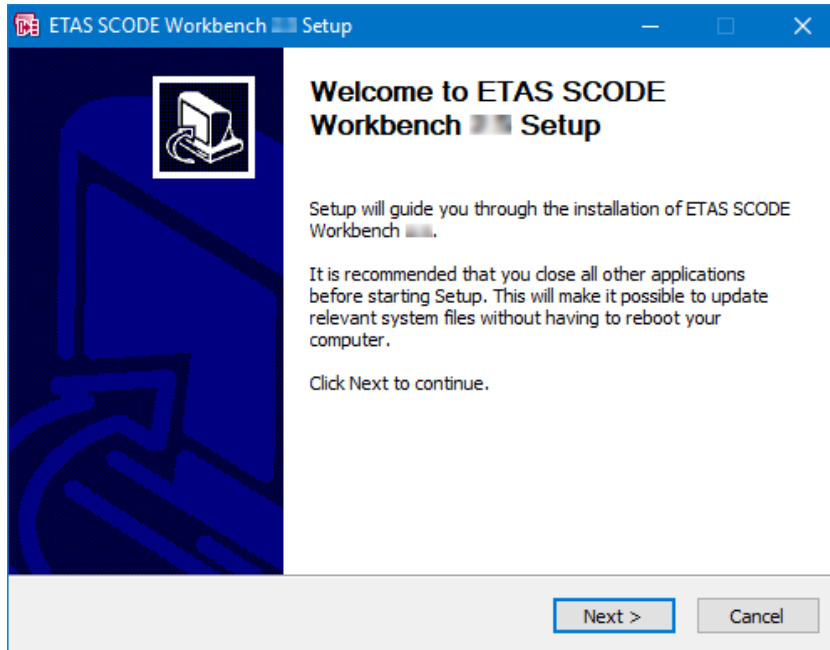 ETAS SCODE Workbench Setup
Welcome to ETAS SCODE
Workbench Setup
Setup will guide you through the installation of ETAS SCODE
Workbench .
It is recommended that you close all other applications
before starting Setup. This will make it possible to update
relevant system files without having to reboot your
computer.
Click Next to continue.
Next >
Cancel